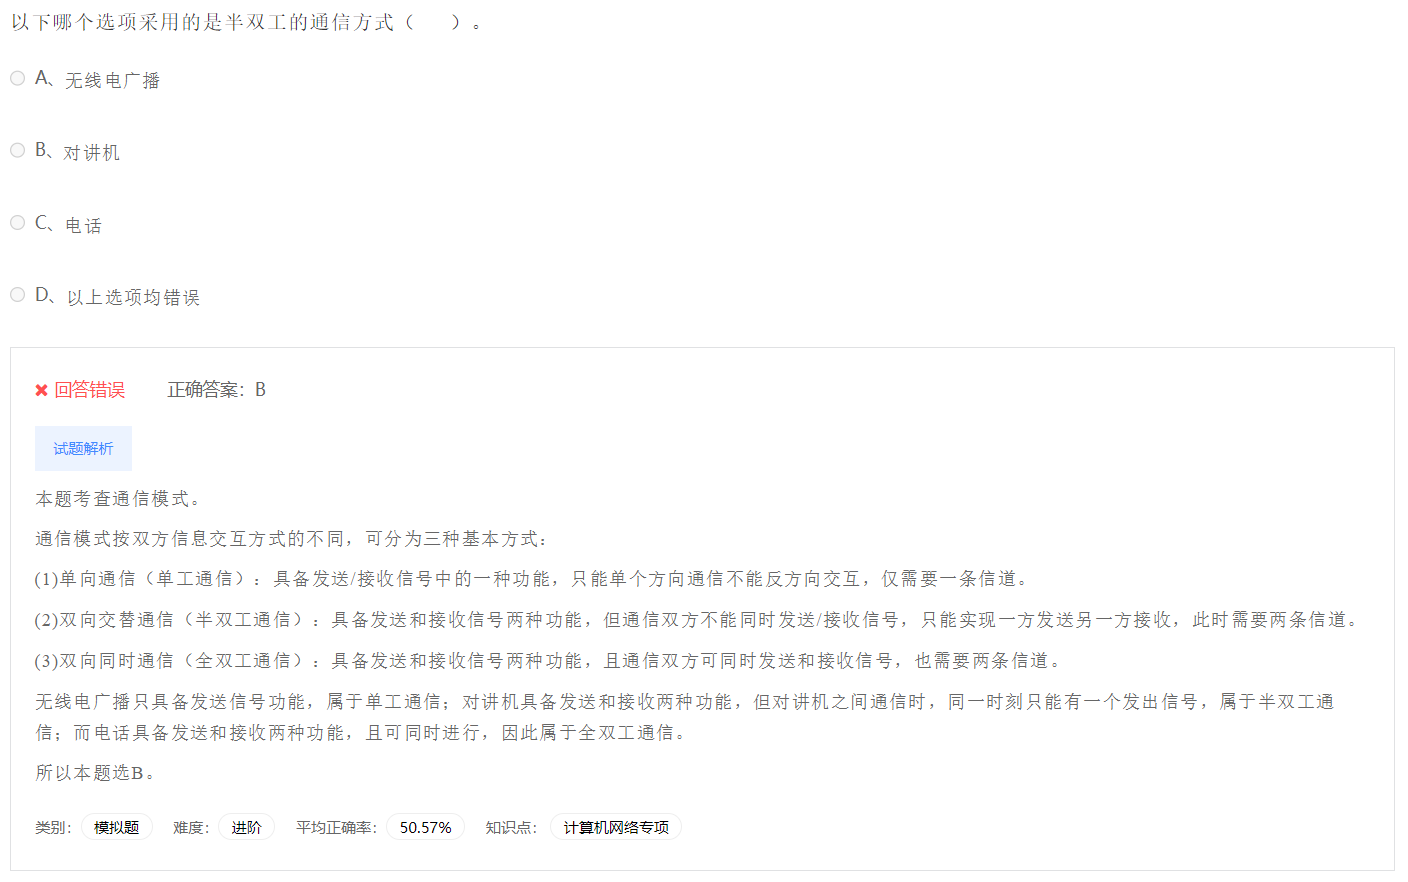 以下哪个选项采用的是半双工的通信方式（　　）。
A、无线电广播
B、对讲机
C、电话
D、以上选项均错误
回答错误 正确答案：B
试题解析
本题考查通信模式。
通信模式按双方信息交互方式的不同，可分为三种基本方式：
(1)单向通信（单工通信）：具备发送/接收信号中的一种功能，只能单个方向通信不能反方向交互，仅需要一条信道。
(2)双向交替通信（半双工通信）：具备发送和接收信号两种功能，但通信双方不能同时发送/接收信号，只能实现一方发送另一方接收，此时需要两条信道。
(3)双向同时通信（全双工通信）：具备发送和接收信号两种功能，且通信双方可同时发送和接收信号，也需要两条信道。
无线电广播只具备发送信号功能，属于单工通信；对讲机具备发送和接收两种功能，但对讲机之间通信时，同一时刻只能有一个发出信号，属于半双工通
信；而电话具备发送和接收两种功能，且可同时进行，因此属于全双工通信。
所以本题选B。
类别： 模拟题 难度： 进阶 平均正确率： 50.57% 知识点： 计算机网络专项